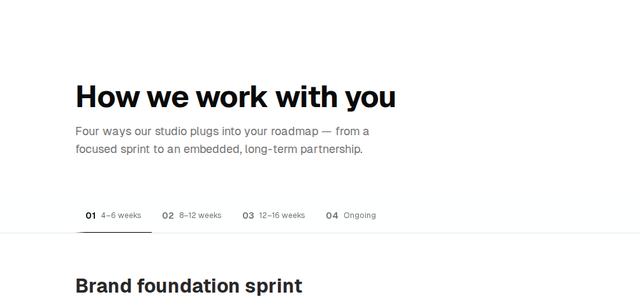 How we work with you
Four ways our studio plugs into your roadmap — from a
focused sprint to an embedded, long-term partnership.
01 4–6 weeks 02 8–12 weeks 03 12–16 weeks 04 Ongoing
Brand foundation sprint